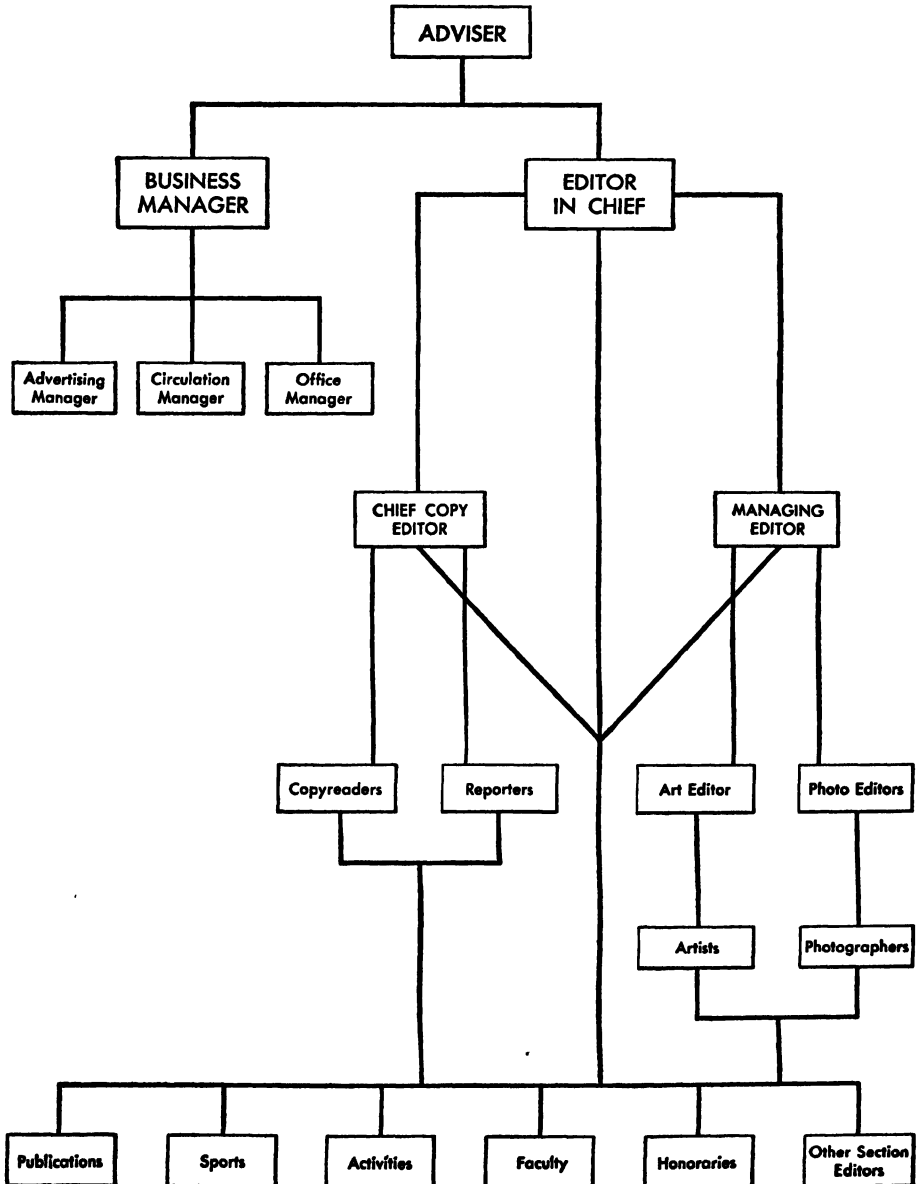 ADVISER
BUSINESS
MANAGER
EDITOR
IN CHIEF
Advertising
Manager
Circulation
Manager
Office
Manager
CHIEF COPY
EDITOR
MANAGING
EDITOR
Copyreaders
Reporters
Art Editor
Photo Editors
Artists
Photographers
Publications
Sports
Activities
Faculty
Honoraries
Other Section
Editors